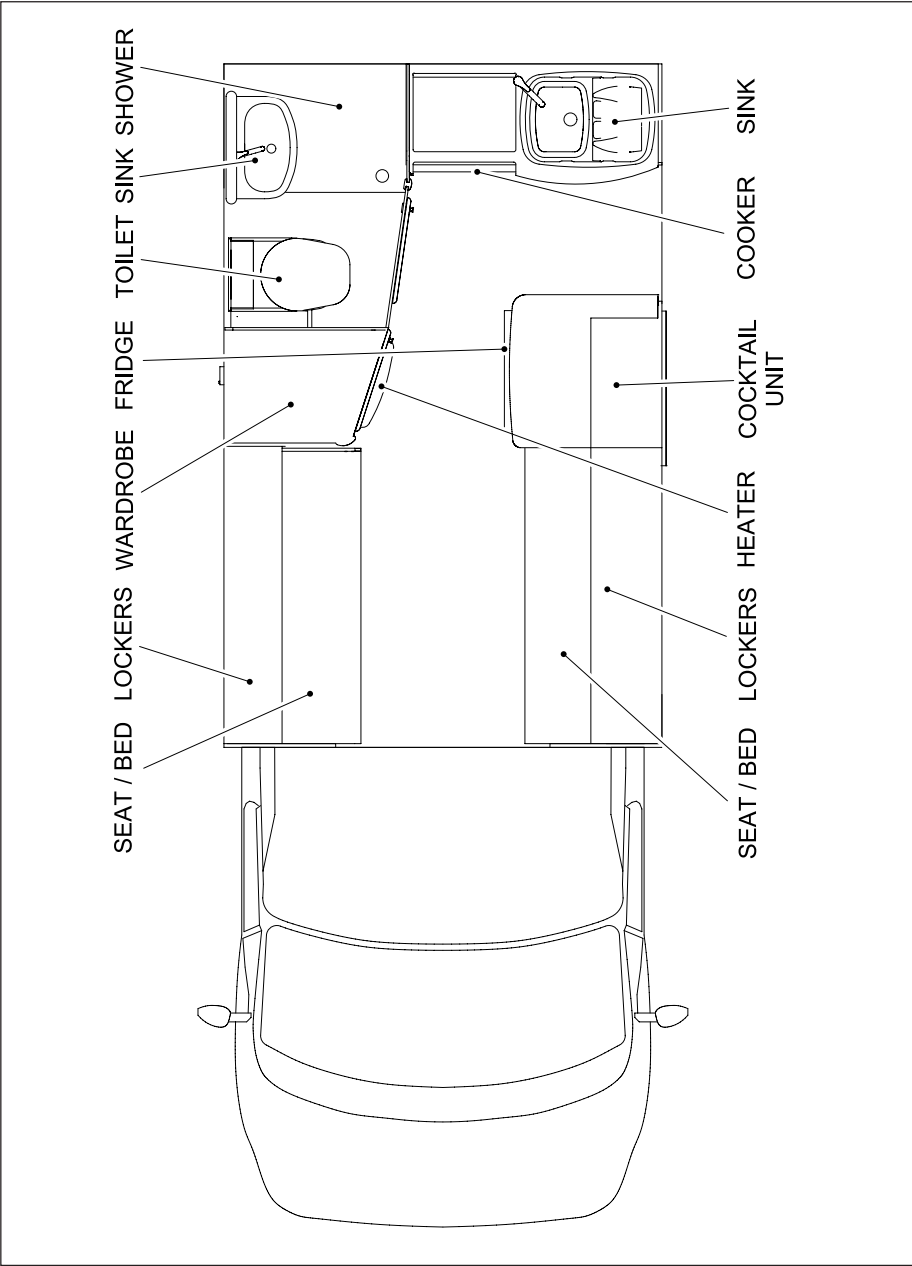 SEAT / BED
LOCKERS
WARDROBE
FRIDGE
TOILET
SINK
SHOWER
SEAT / BED
LOCKERS
HEATER
COCKTAIL
UNIT
COOKER
SINK